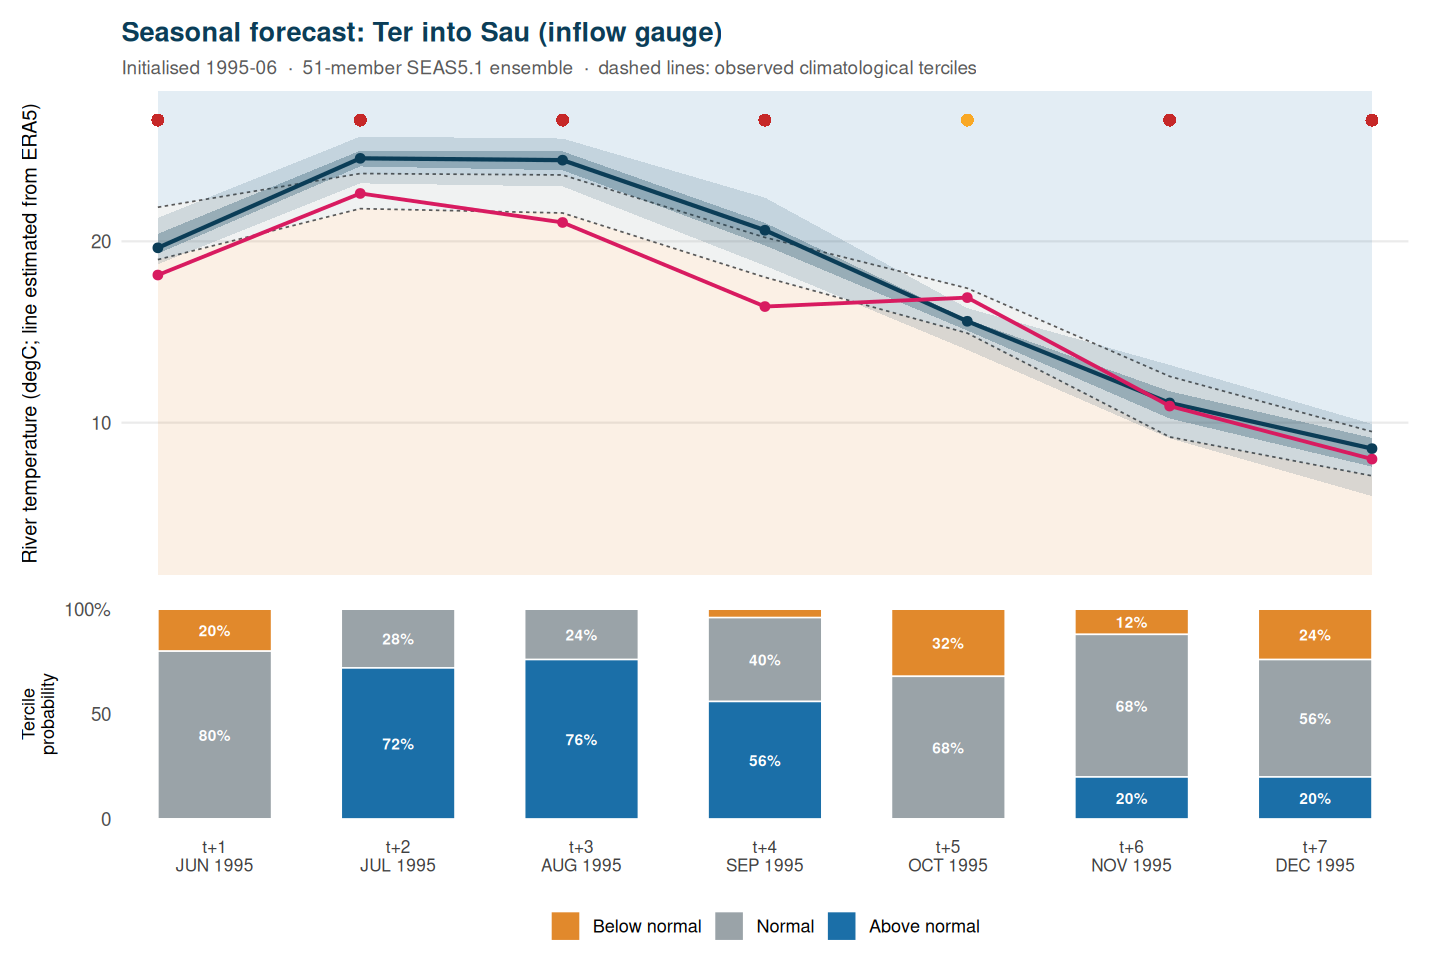 Seasonal forecast: Ter into Sau (inflow gauge)
Initialised 1995-06 · 51-member SEAS5.1 ensemble · dashed lines: observed climatological terciles
River temperature (degC; line estimated from ERA5)
20
10
Tercile
probability
100%
50
0
20%
80%
28%
72%
24%
76%
40%
56%
32%
68%
12%
68%
20%
24%
56%
20%
t+1
JUN 1995
t+2
JUL 1995
t+3
AUG 1995
t+4
SEP 1995
t+5
OCT 1995
t+6
NOV 1995
t+7
DEC 1995
Below normal
Normal
Above normal